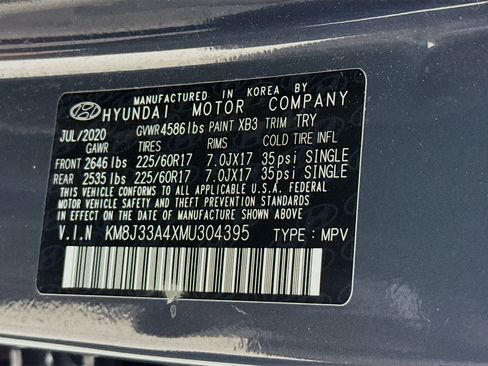 MANUFACTURED IN KOREA BY
HYUNDAI MOTOR COMPANY
JUL/2020 GVWR 4586 lbs PAINT XB3 TRIM TRY
GAWR TIRES RIMS COLD TIRE INFL
FRONT 2646 lbs 225/60R17 7.0JX17 35psi SINGLE
REAR 2535 lbs 225/60R17 7.0JX17 35psi SINGLE
THIS VEHICLE CONFORMS TO ALL APPLICABLE U.S.A. FEDERAL
MOTOR VEHICLE SAFETY AND THEFT PREVENTION STANDARDS
IN EFFECT ON THE DATE OF MANUFACTURE SHOWN ABOVE.
V.I.N KM8J33A4XMU304395 TYPE : MPV